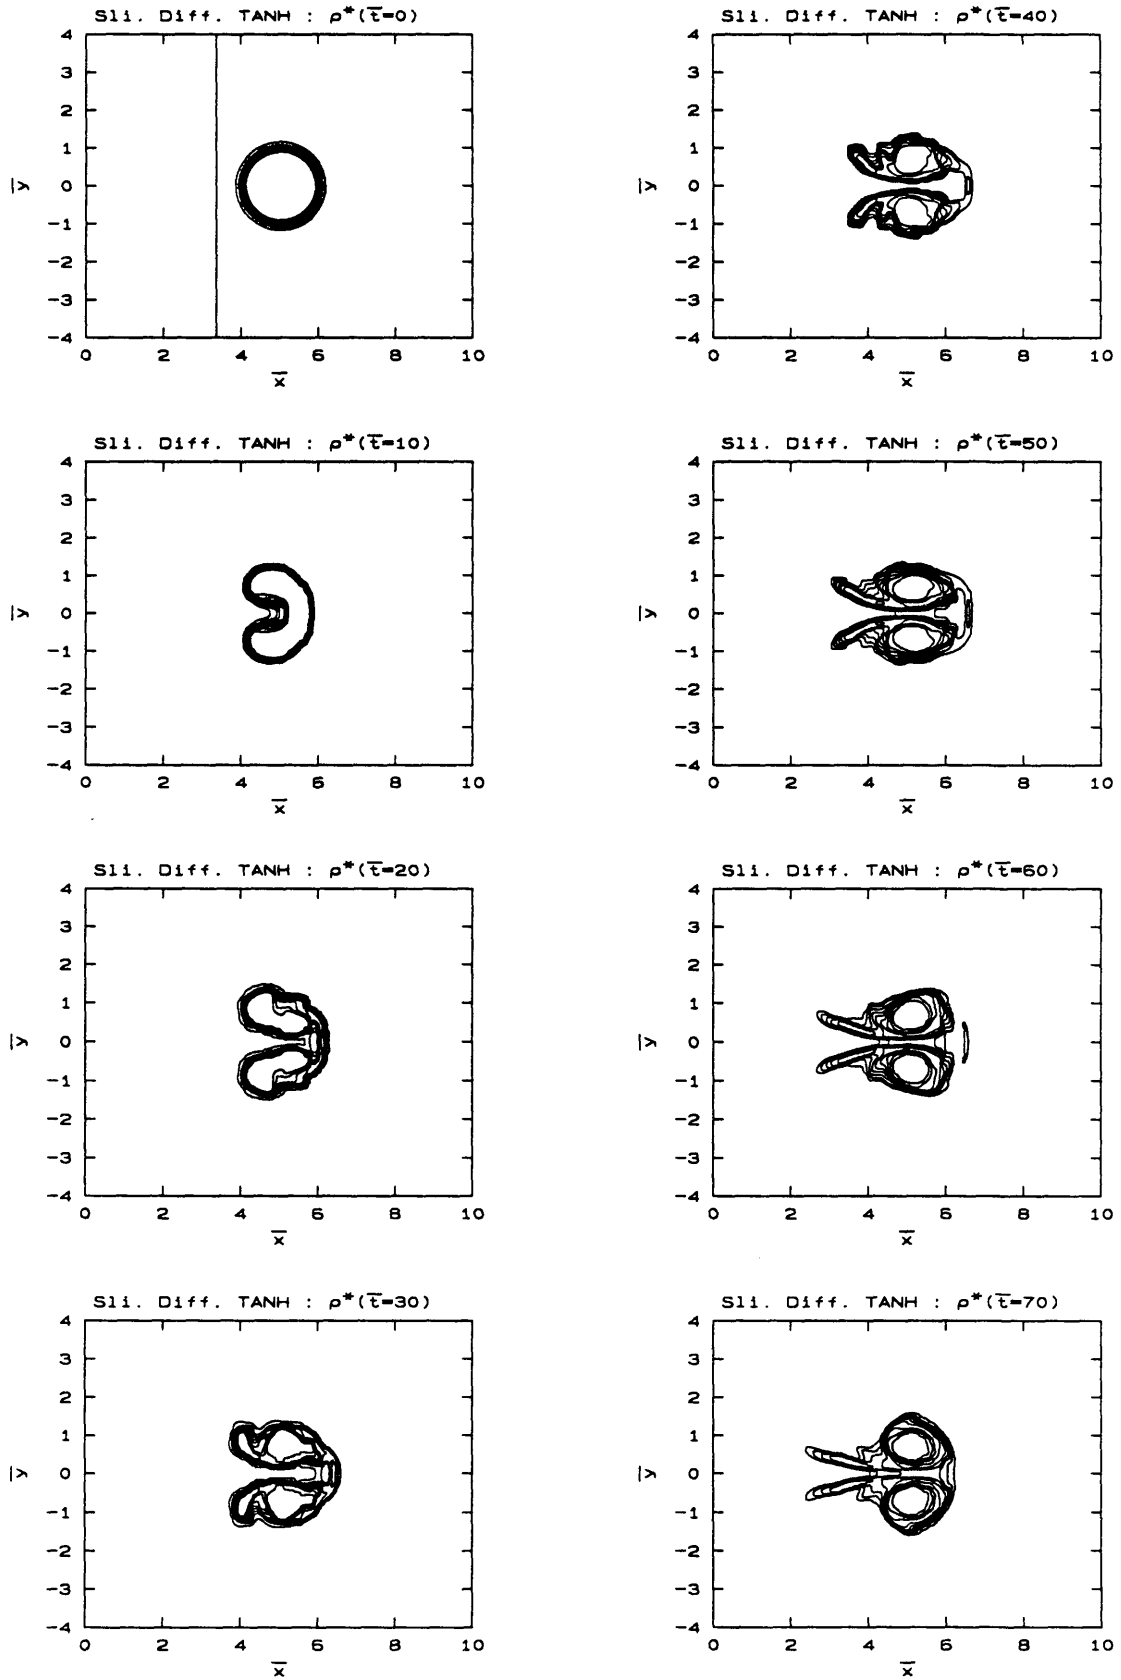 Sli. Diff. TANH : ρ*(t̅=0)
4
3
2
1
0
-1
-2
-3
-4
y̅
0 2 4 6 8 10
x̅
Sli. Diff. TANH : ρ*(t̅=10)
4
3
2
1
0
-1
-2
-3
-4
y̅
0 2 4 6 8 10
x̅
Sli. Diff. TANH : ρ*(t̅=20)
4
3
2
1
0
-1
-2
-3
-4
y̅
0 2 4 6 8 10
x̅
Sli. Diff. TANH : ρ*(t̅=30)
4
3
2
1
0
-1
-2
-3
-4
y̅
0 2 4 6 8 10
x̅
Sli. Diff. TANH : ρ*(t̅=40)
4
3
2
1
0
-1
-2
-3
-4
y̅
0 2 4 6 8 10
x̅
Sli. Diff. TANH : ρ*(t̅=50)
4
3
2
1
0
-1
-2
-3
-4
y̅
0 2 4 6 8 10
x̅
Sli. Diff. TANH : ρ*(t̅=60)
4
3
2
1
0
-1
-2
-3
-4
y̅
0 2 4 6 8 10
x̅
Sli. Diff. TANH : ρ*(t̅=70)
4
3
2
1
0
-1
-2
-3
-4
y̅
0 2 4 6 8 10
x̅